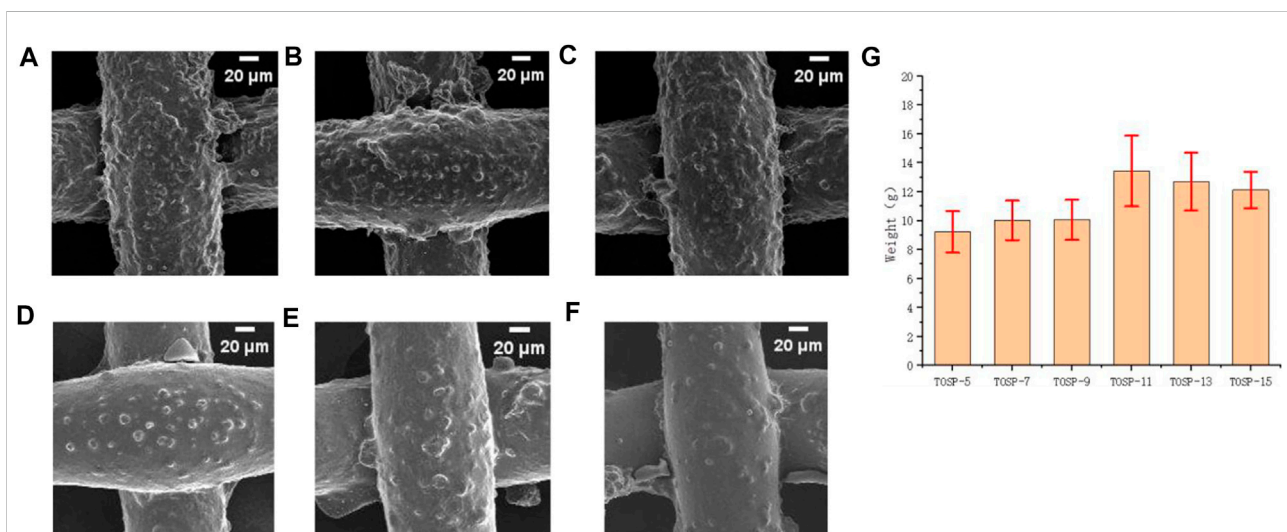 A
20 µm
B
20 µm
C
20 µm
D
20 µm
E
20 µm
F
20 µm
G
Weight (g)
20
18
16
14
12
10
8
6
4
2
0
TOSP-5 TOSP-7 TOSP-9 TOSP-11 TOSP-13 TOSP-15